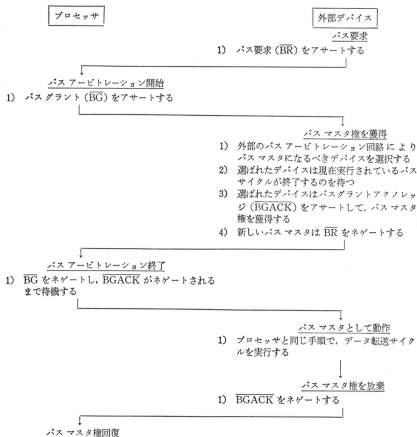 プロセッサ
外部デバイス
バス要求
1) バス要求(BR)をアサートする
バス アービトレーション開始
1) バスグラント(BG)をアサートする
バス マスタ権を獲得
1) 外部のバス アービトレーション回路により
バス マスタになるべきデバイスを選択する
2) 選ばれたデバイスは現在実行されているバス
サイクルが終了するのを待つ
3) 選ばれたデバイスはバスグラントアクノレッ
ジ(BGACK)をアサートして,バス マスタ
権を獲得する
4) 新しいバス マスタは BR をネゲートする
バス アービトレーション終了
1) BG をネゲートし,BGACK がネゲートされる
まで待機する
バス マスタとして動作
1) プロセッサと同じ手順で,データ転送サイク
ルを実行する
バス マスタ権を放棄
1) BGACK をネゲートする
バス マスタ権回復